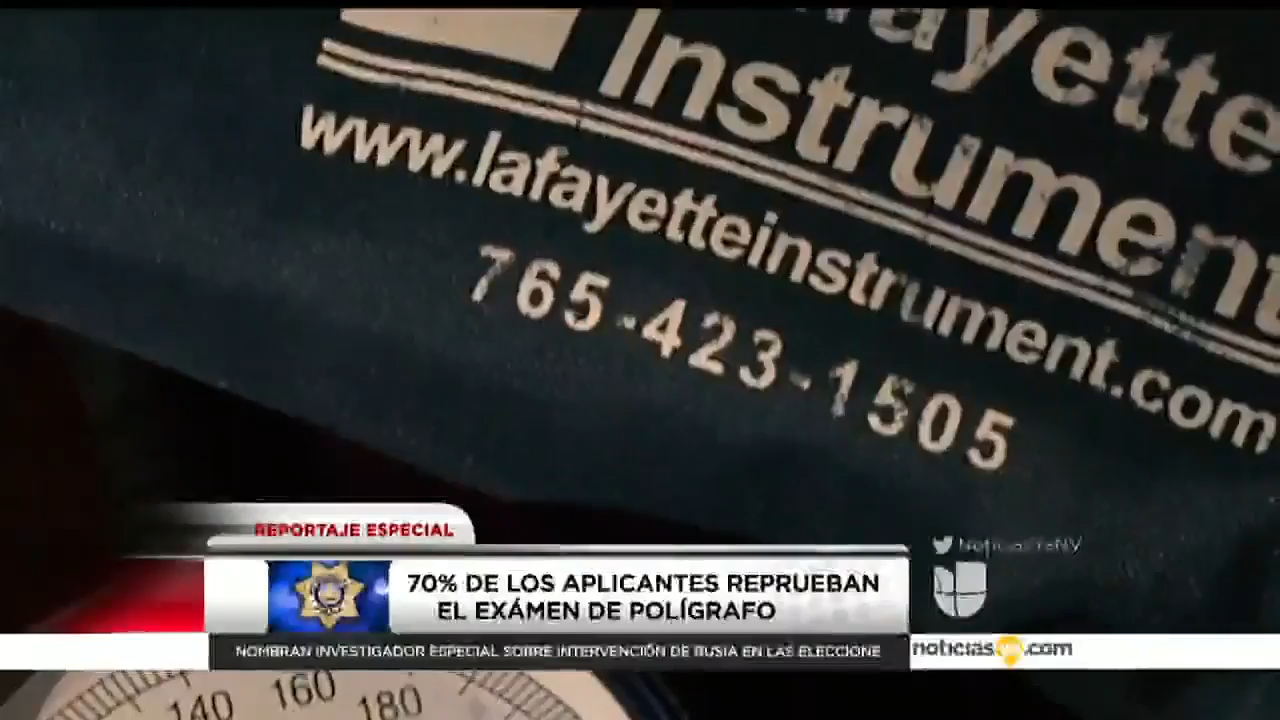 Instrument
www.lafayetteinstrument.com
765-423-1505
REPORTAJE ESPECIAL
70% DE LOS APLICANTES REPRUEBAN
EL EXÁMEN DE POLÍGRAFO
NOMBRAN INVESTIGADOR ESPECIAL SOBRE INTERVENCIÓN DE RUSIA EN LAS ELECCIONE
noticias .com
140 160 180